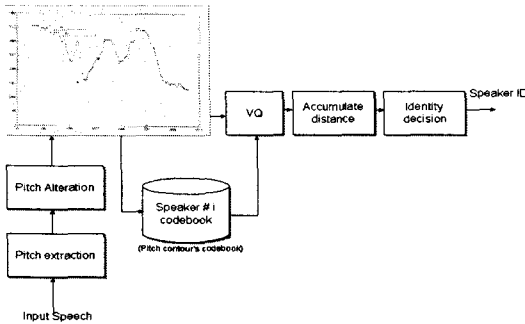 Speaker ID
VQ
Accumulate
distance
Identity
decision
Pitch Alteration
Speaker # i
codebook
(Pitch contour's codebook)
Pitch extraction
Input Speech